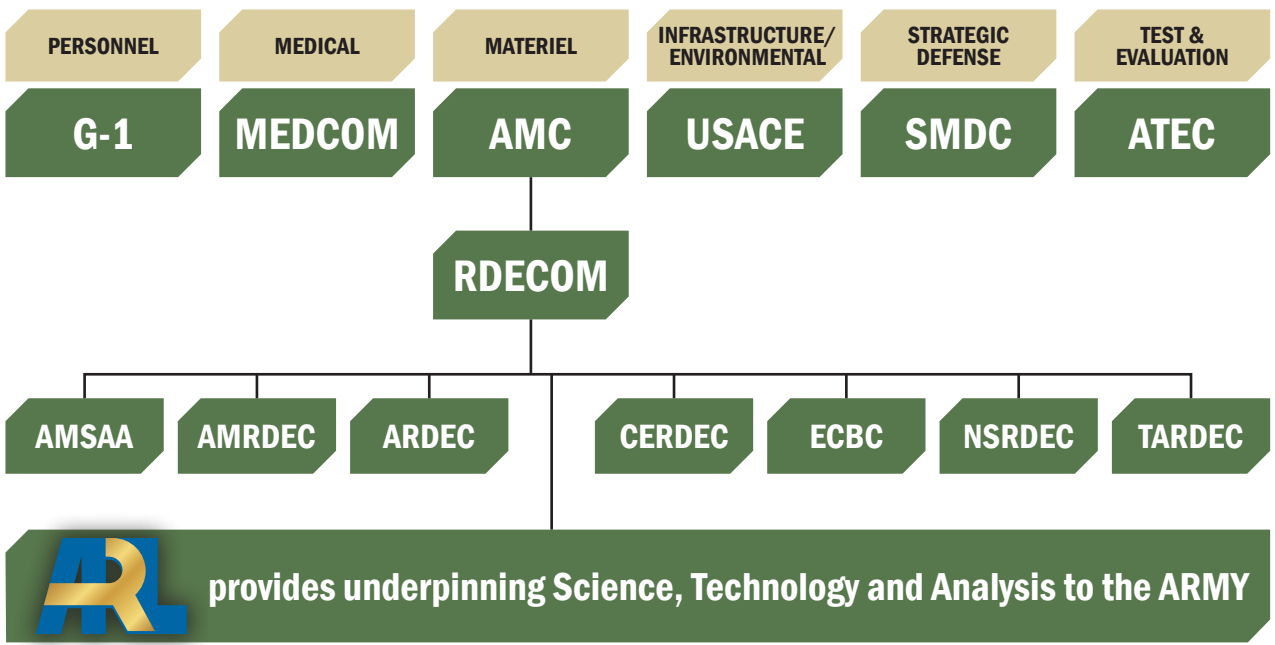 PERSONNEL
MEDICAL
MATERIEL
INFRASTRUCTURE/
ENVIRONMENTAL
STRATEGIC
DEFENSE
TEST &
EVALUATION
G-1
MEDCOM
AMC
USACE
SMDC
ATEC
RDECOM
AMSAA
AMRDEC
ARDEC
CERDEC
ECBC
NSRDEC
TARDEC
ARL provides underpinning Science, Technology and Analysis to the ARMY